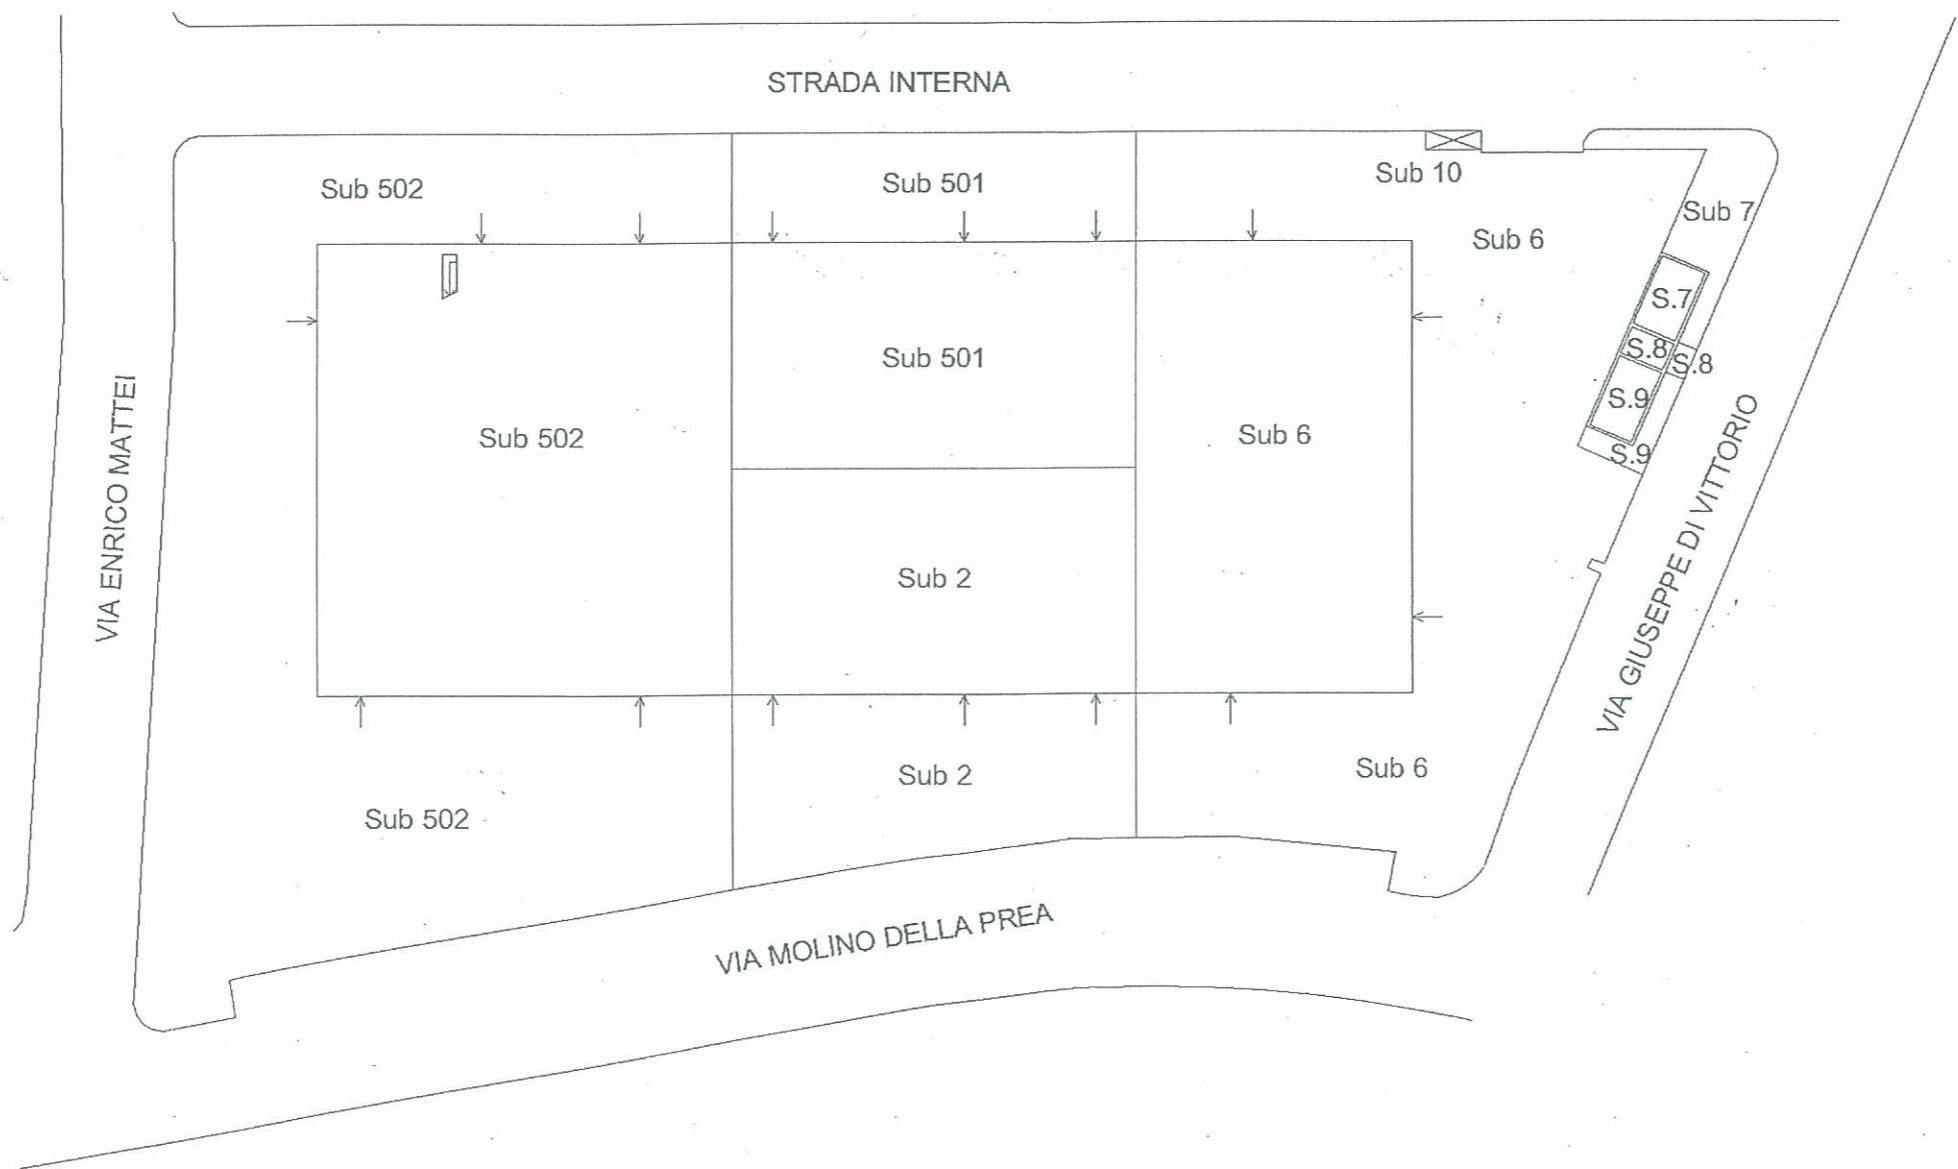 STRADA INTERNA
Sub 502
Sub 501
Sub 10
Sub 7
Sub 6
S.7
S.8
S.8
S.9
S.9
Sub 501
Sub 502
Sub 6
Sub 2
VIA ENRICO MATTEI
VIA GIUSEPPE DI VITTORIO
Sub 502
Sub 2
Sub 6
VIA MOLINO DELLA PREA